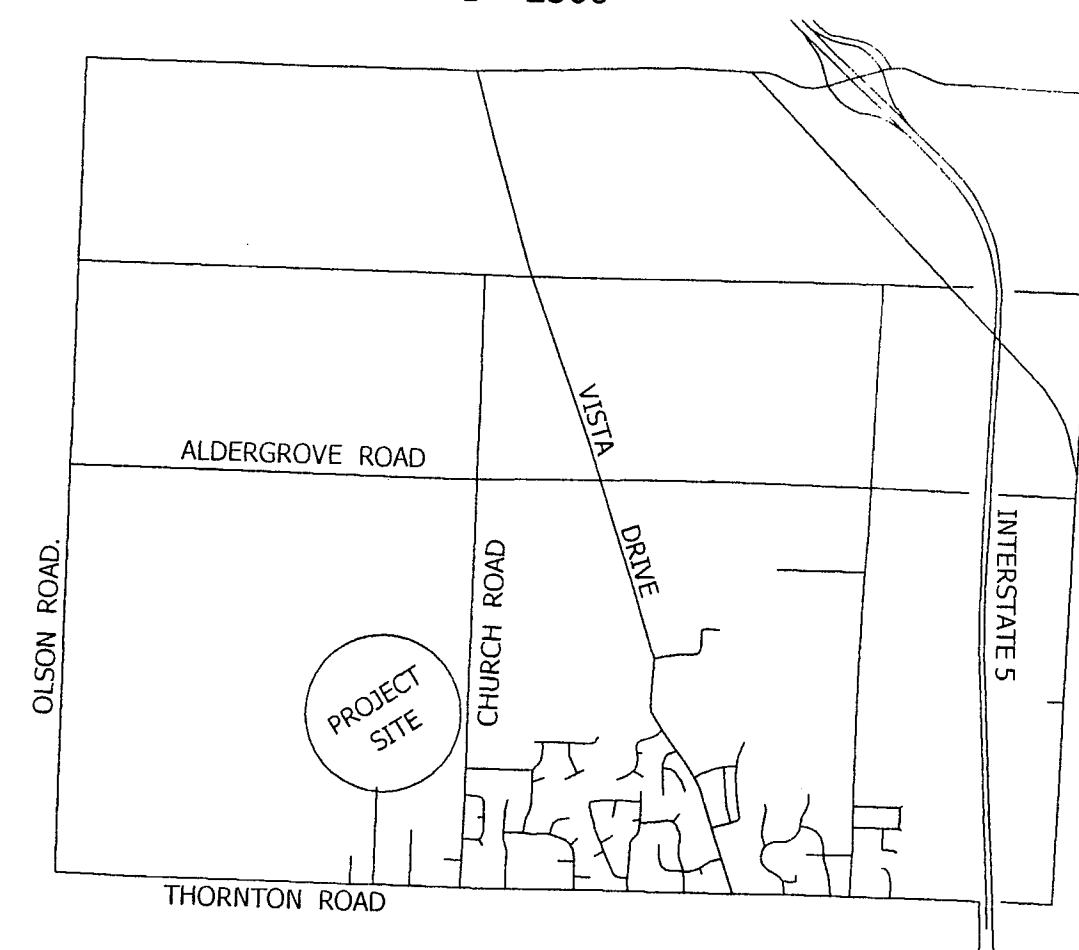 ALDERGROVE ROAD
VISTA
DRIVE
OLSON ROAD.
CHURCH ROAD
INTERSTATE 5
PROJECT
SITE
THORNTON ROAD